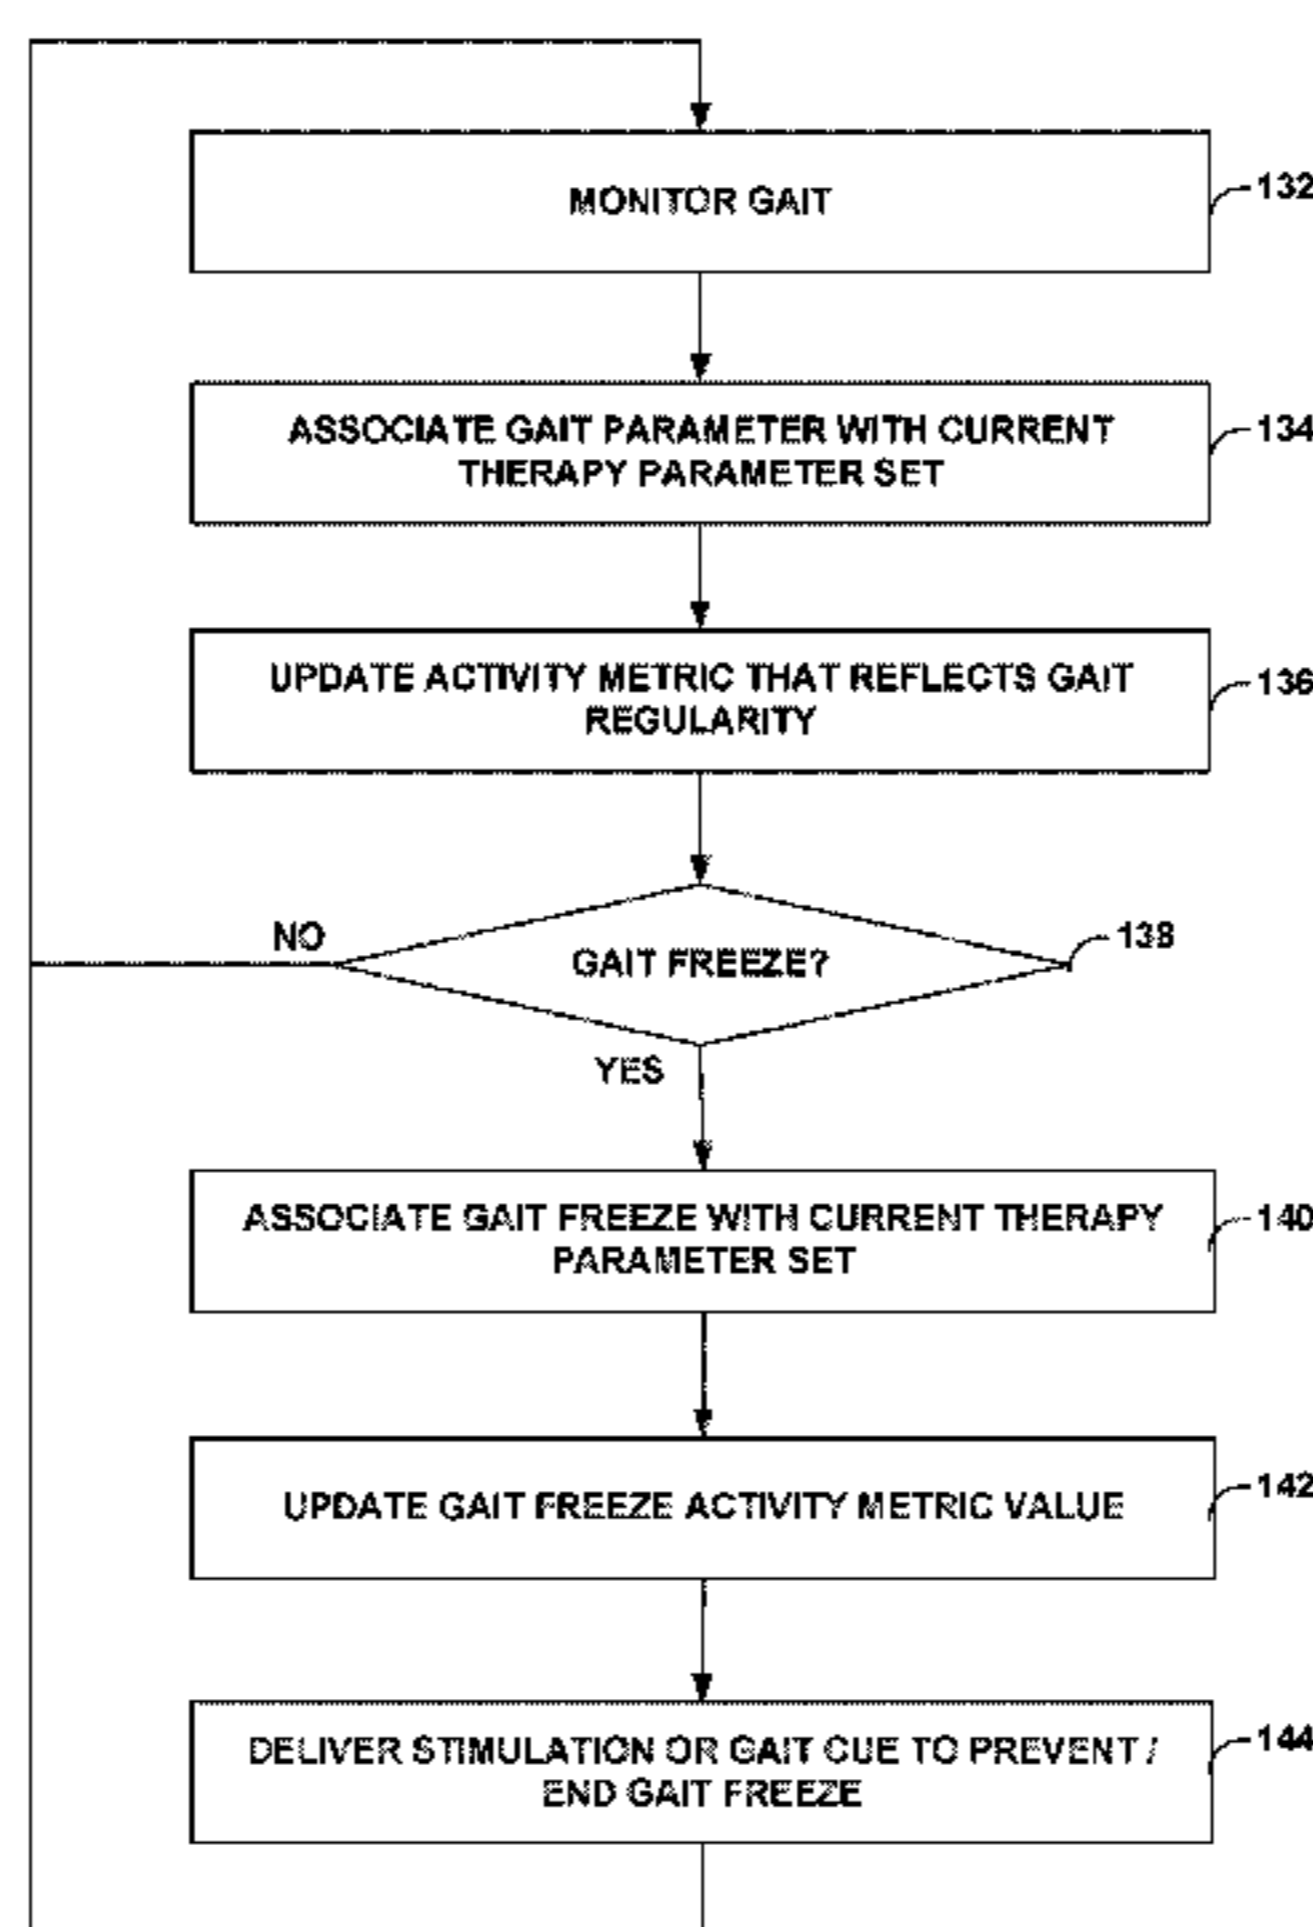 MONITOR GAIT
132
ASSOCIATE GAIT PARAMETER WITH CURRENT
THERAPY PARAMETER SET
134
UPDATE ACTIVITY METRIC THAT REFLECTS GAIT
REGULARITY
136
NO
GAIT FREEZE?
138
YES
ASSOCIATE GAIT FREEZE WITH CURRENT THERAPY
PARAMETER SET
140
UPDATE GAIT FREEZE ACTIVITY METRIC VALUE
142
DELIVER STIMULATION OR GAIT CUE TO PREVENT /
END GAIT FREEZE
144